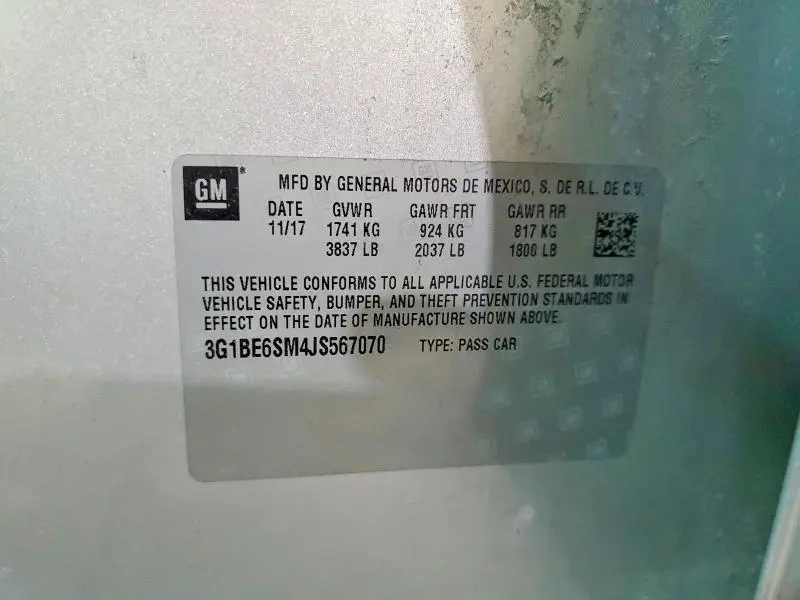 GM
MFD BY GENERAL MOTORS DE MEXICO, S. DE R.L. DE C.V.
DATE GVWR GAWR FRT GAWR RR
11/17 1741 KG 924 KG 817 KG
3837 LB 2037 LB 1800 LB
THIS VEHICLE CONFORMS TO ALL APPLICABLE U.S. FEDERAL MOTOR
VEHICLE SAFETY, BUMPER, AND THEFT PREVENTION STANDARDS IN
EFFECT ON THE DATE OF MANUFACTURE SHOWN ABOVE.
3G1BE6SM4JS567070 TYPE: PASS CAR